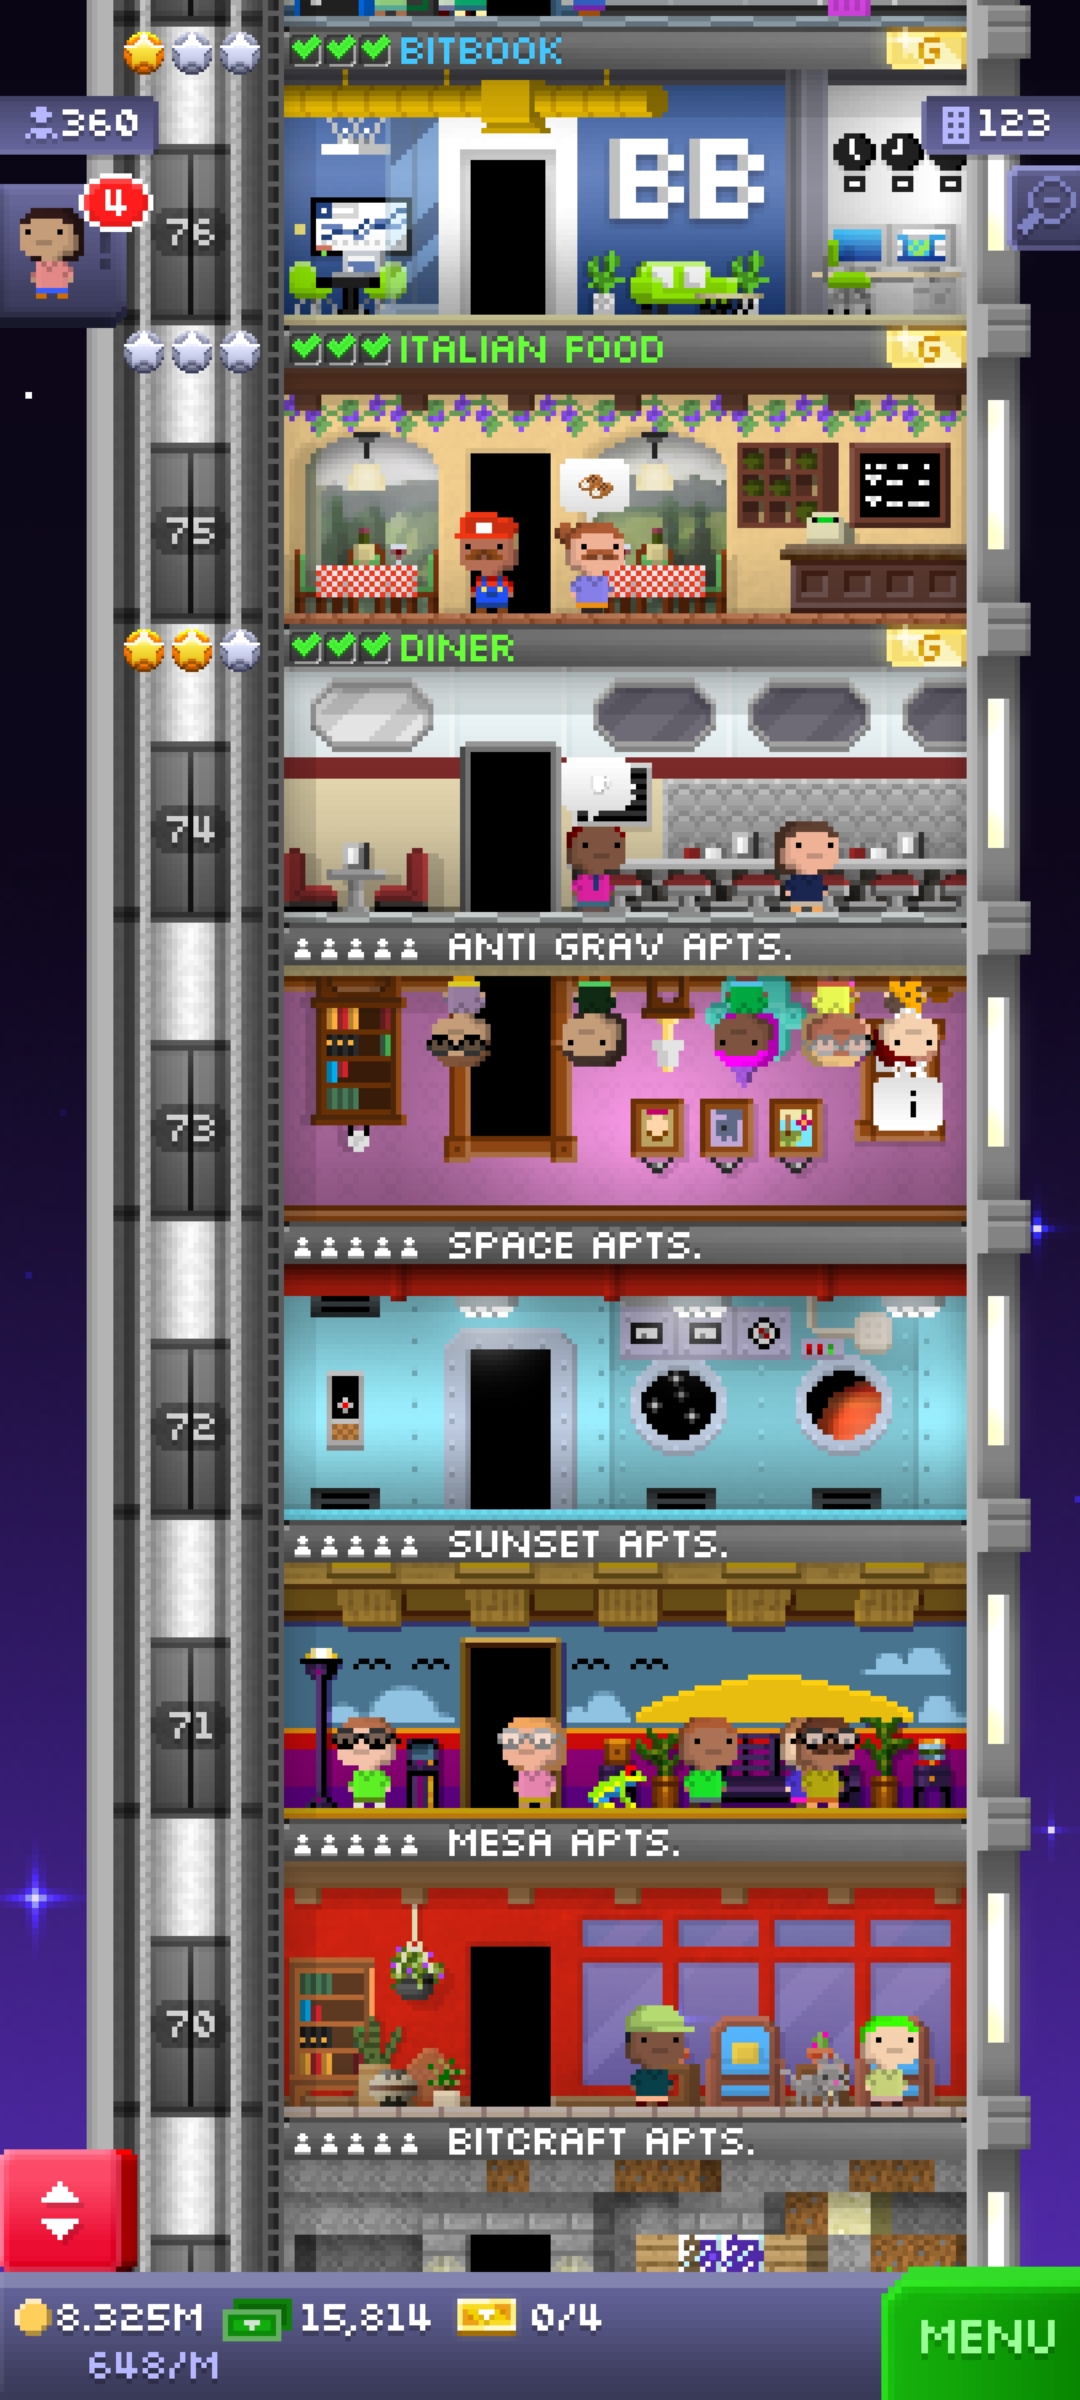 BITBOOK G
360
123
4
BB
76
ITALIAN FOOD G
75
DINER G
74
ANTI GRAV APTS.
73
i
SPACE APTS.
72
SUNSET APTS.
71
MESA APTS.
70
BITCRAFT APTS.
8.325M 15,814 0/4
648/M
MENU